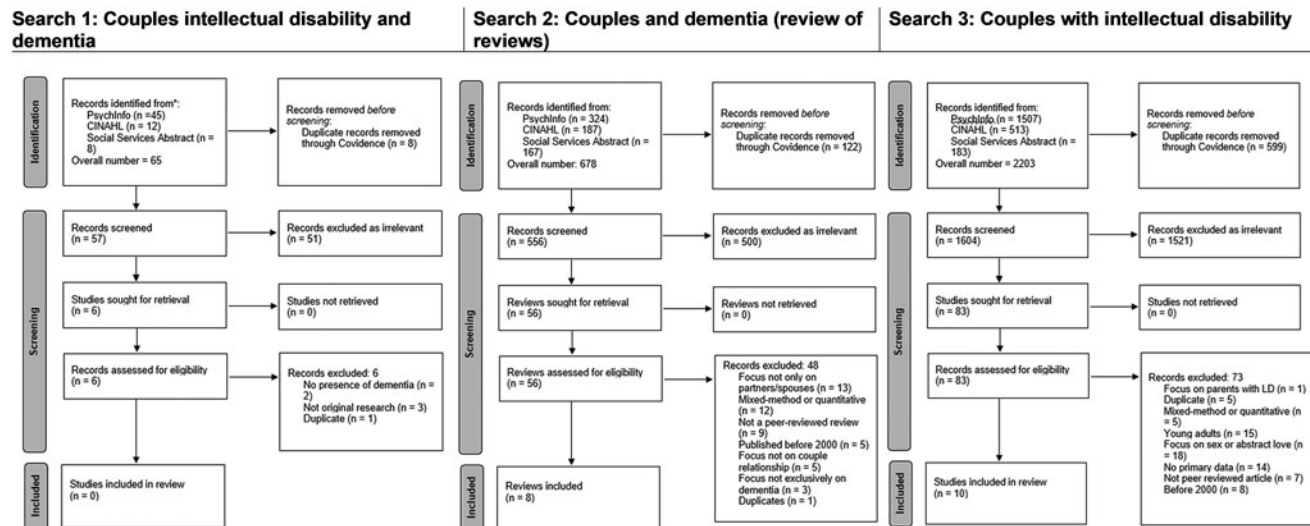 Search 1: Couples intellectual disability and
dementia
Identification
Records identified from*:
PsychInfo (n =45)
CINAHL (n = 12)
Social Services Abstract (n =
8)
Overall number = 65
Records removed before
screening:
Duplicate records removed
through Covidence (n = 8)
Screening
Records screened
(n = 57)
Records excluded as irrelevant
(n = 51)
Studies sought for retrieval
(n = 6)
Studies not retrieved
(n = 0)
Records assessed for eligibility
(n = 6)
Records excluded: 6
No presence of dementia (n =
2)
Not original research (n = 3)
Duplicate (n = 1)
Included
Studies included in review
(n = 0)
Search 2: Couples and dementia (review of
reviews)
Identification
Records identified from:
PsychInfo (n = 324)
CINAHL (n = 187)
Social Services Abstract (n =
167)
Overall number: 678
Records removed before
screening:
Duplicate records removed
through Covidence (n = 122)
Screening
Records screened
(n = 556)
Records excluded as irrelevant
(n = 500)
Reviews sought for retrieval
(n = 56)
Reviews not retrieved
(n = 0)
Reviews assessed for eligibility
(n = 56)
Records excluded: 48
Focus not only on
partners/spouses (n = 13)
Mixed-method or quantitative
(n = 12)
Not a peer-reviewed review
(n = 9)
Published before 2000 (n = 5)
Focus not on couple
relationship (n = 5)
Focus not exclusively on
dementia (n = 3)
Duplicates (n = 1)
Included
Reviews included
(n = 8)
Search 3: Couples with intellectual disability
Identification
Records identified from:
PsychInfo (n = 1507)
CINAHL (n = 513)
Social Services Abstract (n =
183)
Overall number: 2203
Records removed before
screening:
Duplicate records removed
through Covidence (n = 599)
Screening
Records screened
(n = 1604)
Records excluded as irrelevant
(n = 1521)
Studies sought for retrieval
(n = 83)
Studies not retrieved
(n = 0)
Records assessed for eligibility
(n = 83)
Records excluded: 73
Focus on parents with LD (n = 1)
Duplicate (n = 5)
Mixed-method or quantitative (n
= 5)
Young adults (n = 15)
Focus on sex or abstract love (n
= 18)
No primary data (n = 14)
Not peer reviewed article (n = 7)
Before 2000 (n = 8)
Included
Studies included in review
(n = 10)